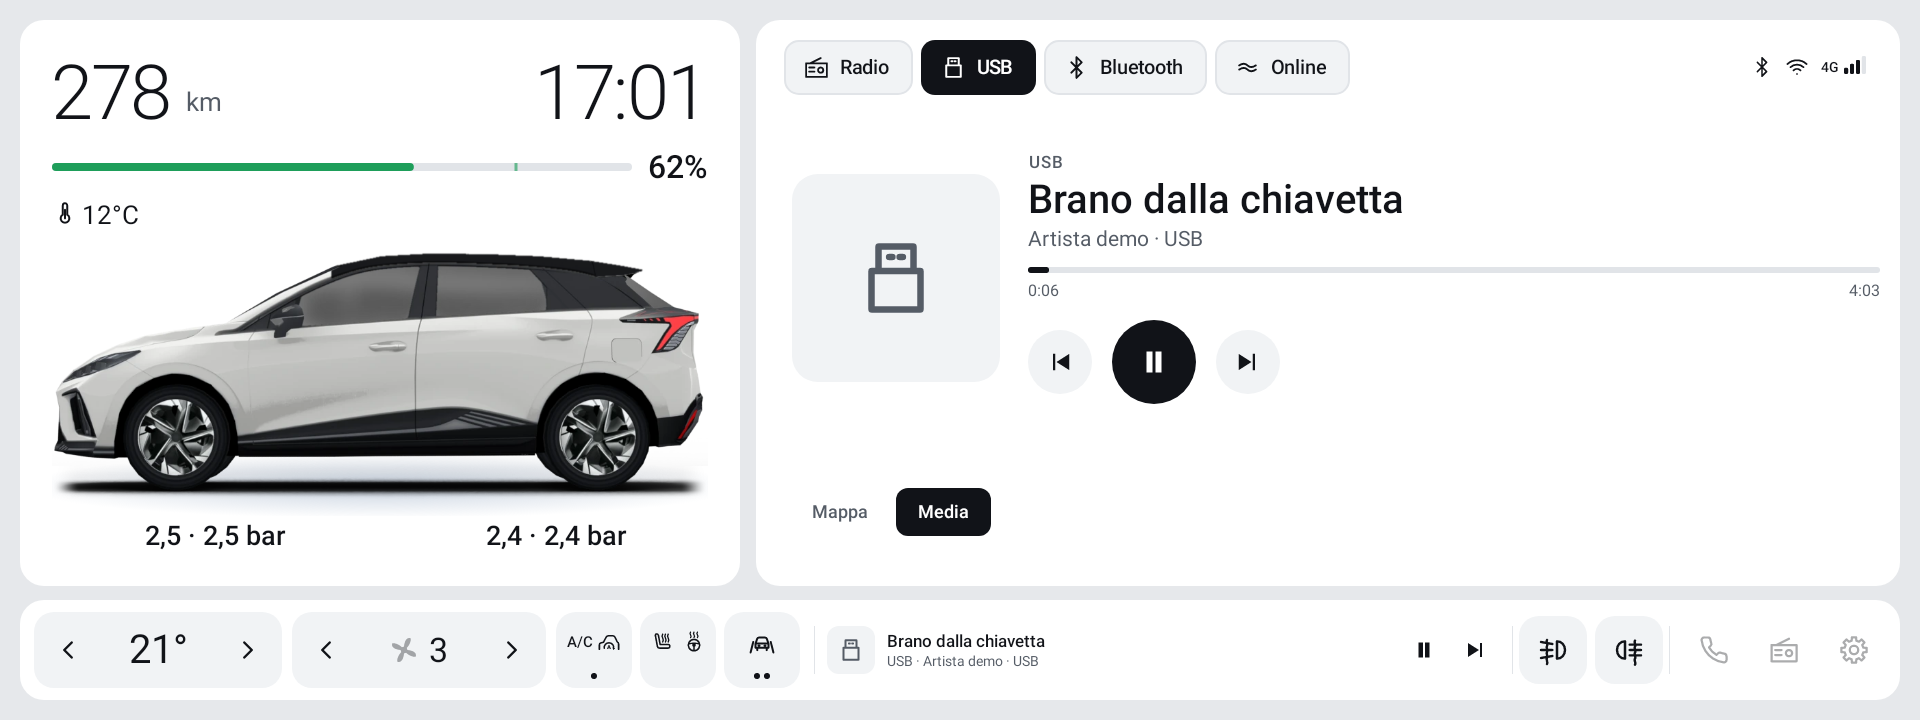 278 km
17:01
62%
12°C
2,5 · 2,5 bar
2,4 · 2,4 bar
Radio
USB
Bluetooth
Online
4G
USB
Brano dalla chiavetta
Artista demo · USB
0:06
4:03
Mappa
Media
21°
3
A/C
Brano dalla chiavetta
USB · Artista demo · USB